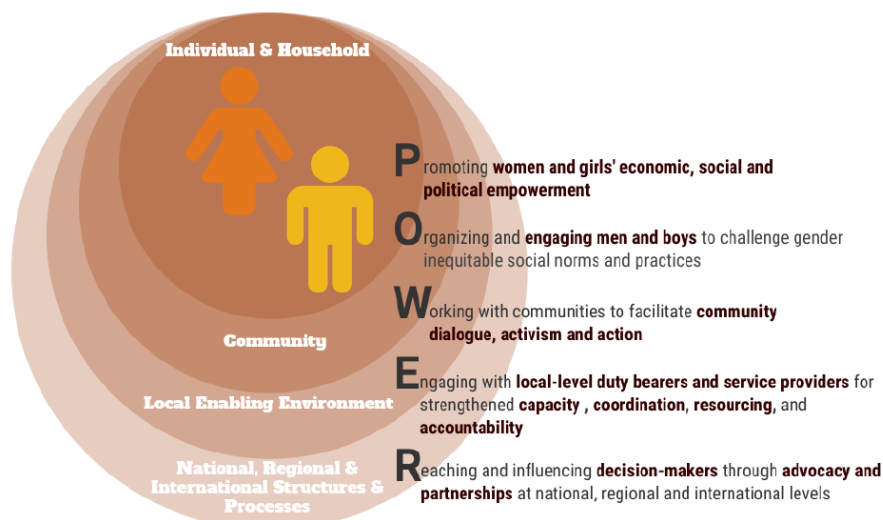 Individual & Household
Promoting women and girls' economic, social and
political empowerment
Organizing and engaging men and boys to challenge gender
inequitable social norms and practices
Working with communities to facilitate community
dialogue, activism and action
Community
Engaging with local-level duty bearers and service providers for
strengthened capacity , coordination, resourcing, and
accountability
Local Enabling Environment
Reaching and influencing decision-makers through advocacy and
partnerships at national, regional and international levels
National, Regional &
International Structures &
Processes